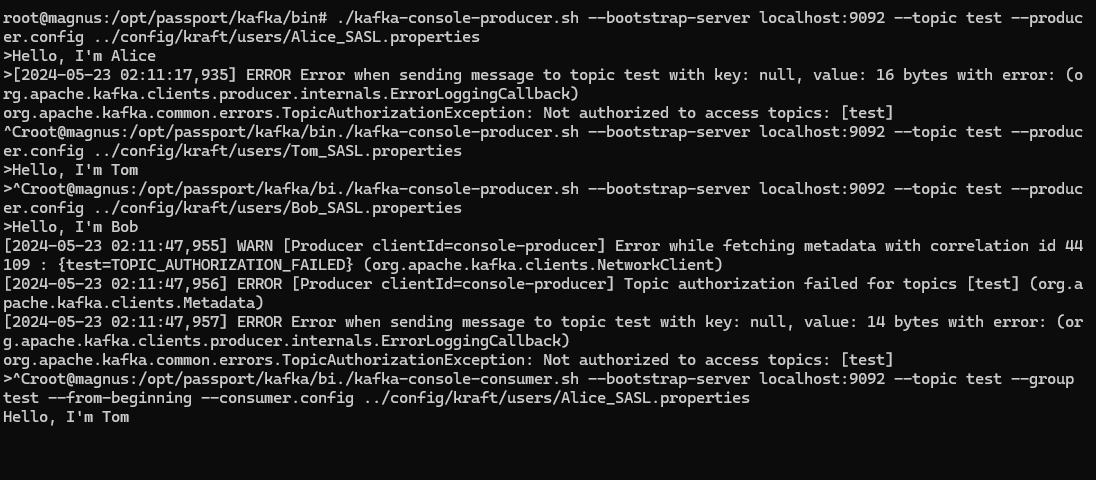 root@magnus:/opt/passport/kafka/bin# ./kafka-console-producer.sh --bootstrap-server localhost:9092 --topic test --produc
er.config ../config/kraft/users/Alice_SASL.properties
>Hello, I'm Alice
>[2024-05-23 02:11:17,935] ERROR Error when sending message to topic test with key: null, value: 16 bytes with error: (o
rg.apache.kafka.clients.producer.internals.ErrorLoggingCallback)
org.apache.kafka.common.errors.TopicAuthorizationException: Not authorized to access topics: [test]
^Croot@magnus:/opt/passport/kafka/bin./kafka-console-producer.sh --bootstrap-server localhost:9092 --topic test --produc
er.config ../config/kraft/users/Tom_SASL.properties
>Hello, I'm Tom
>^Croot@magnus:/opt/passport/kafka/bi./kafka-console-producer.sh --bootstrap-server localhost:9092 --topic test --produc
er.config ../config/kraft/users/Bob_SASL.properties
>Hello, I'm Bob
[2024-05-23 02:11:47,955] WARN [Producer clientId=console-producer] Error while fetching metadata with correlation id 44
109 : {test=TOPIC_AUTHORIZATION_FAILED} (org.apache.kafka.clients.NetworkClient)
[2024-05-23 02:11:47,956] ERROR [Producer clientId=console-producer] Topic authorization failed for topics [test] (org.a
pache.kafka.clients.Metadata)
[2024-05-23 02:11:47,957] ERROR Error when sending message to topic test with key: null, value: 14 bytes with error: (or
g.apache.kafka.clients.producer.internals.ErrorLoggingCallback)
org.apache.kafka.common.errors.TopicAuthorizationException: Not authorized to access topics: [test]
>^Croot@magnus:/opt/passport/kafka/bi./kafka-console-consumer.sh --bootstrap-server localhost:9092 --topic test --group
test --from-beginning --consumer.config ../config/kraft/users/Alice_SASL.properties
Hello, I'm Tom